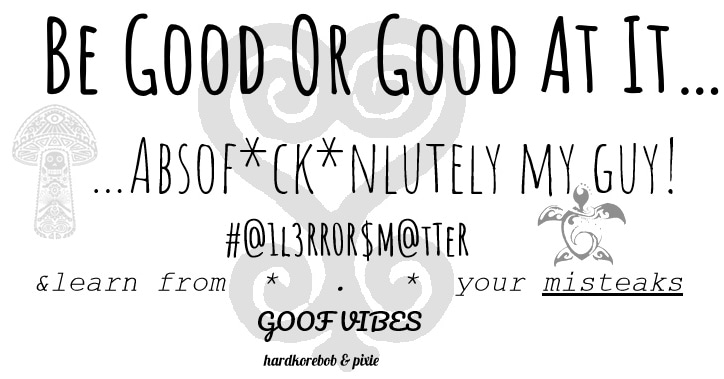 Be Good Or Good At It...
...Absof*ck*nlutely my guy!
#@1l3rr0r$m@tter
&learn from * . * your misteaks
GOOF VIBES
hardkorebob & pixie